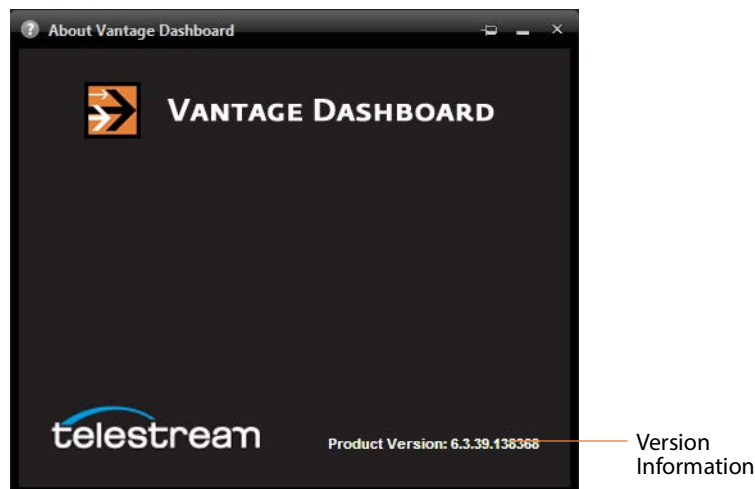 About Vantage Dashboard
VANTAGE DASHBOARD
telestream
Product Version: 6.3.39.138368
Version
Information